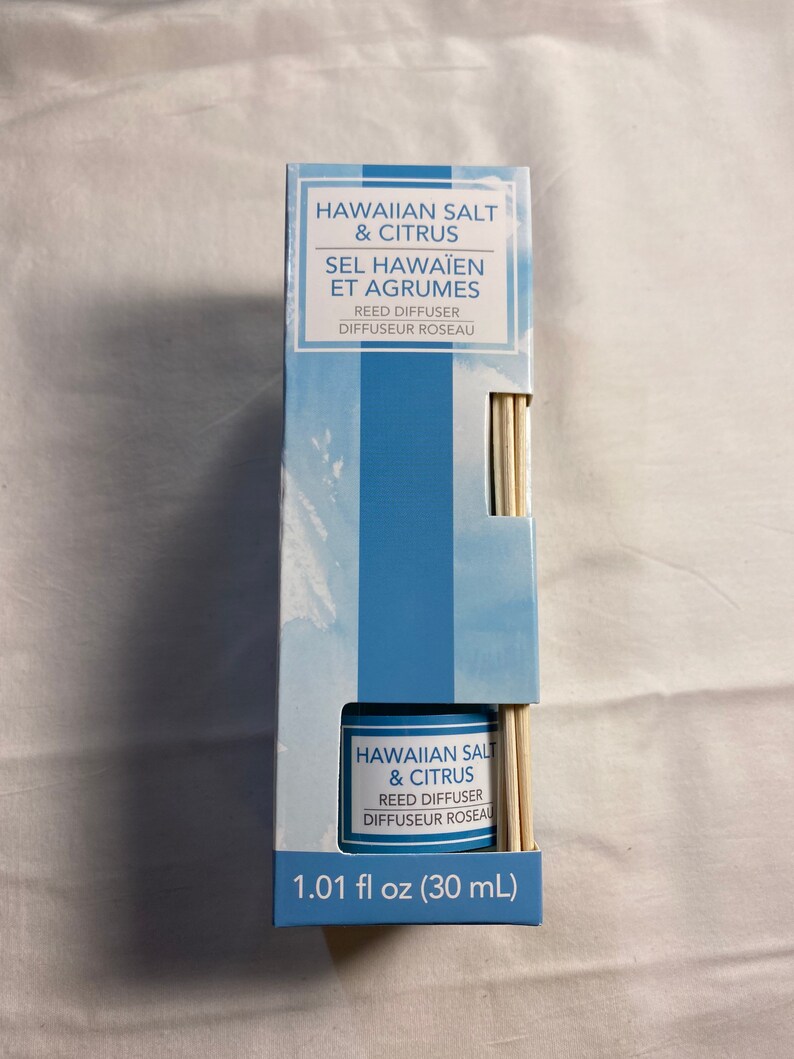 HAWAIIAN SALT
& CITRUS
SEL HAWAÏEN
ET AGRUMES
REED DIFFUSER
DIFFUSEUR ROSEAU
HAWAIIAN SALT
& CITRUS
REED DIFFUSER
DIFFUSEUR ROSEAU
1.01 fl oz (30 mL)